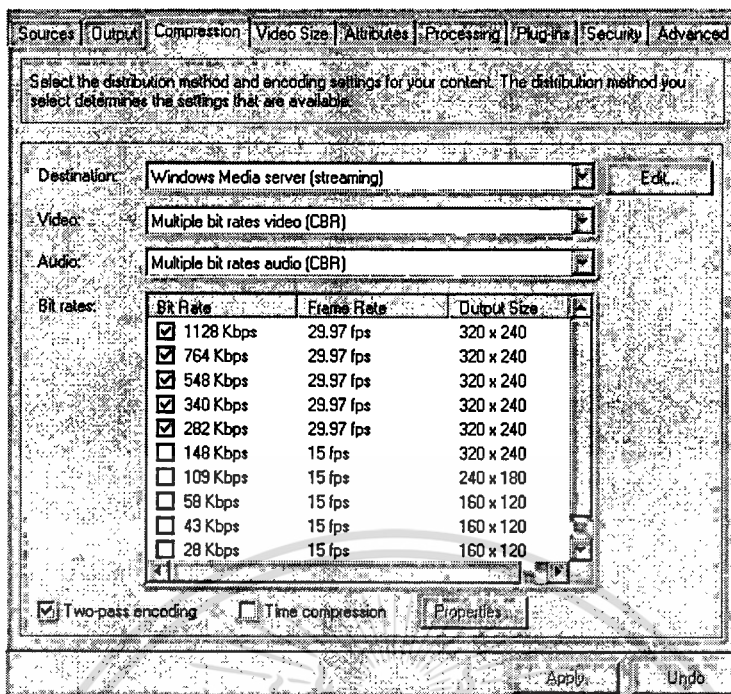 Sources Output Compression Video Size Attributes Processing Plug-ins Security Advanced
Select the distribution method and encoding settings for your content. The distribution method you
select determines the settings that are available.
Destination: Windows Media server (streaming) Edit...
Video: Multiple bit rates video (CBR)
Audio: Multiple bit rates audio (CBR)
Bit rates: Bit Rate Frame Rate Output Size
1128 Kbps 29.97 fps 320 x 240
764 Kbps 29.97 fps 320 x 240
548 Kbps 29.97 fps 320 x 240
340 Kbps 29.97 fps 320 x 240
282 Kbps 29.97 fps 320 x 240
148 Kbps 15 fps 320 x 240
109 Kbps 15 fps 240 x 180
58 Kbps 15 fps 160 x 120
43 Kbps 15 fps 160 x 120
28 Kbps 15 fps 160 x 120
Two-pass encoding Time compression Properties...
Apply Undo